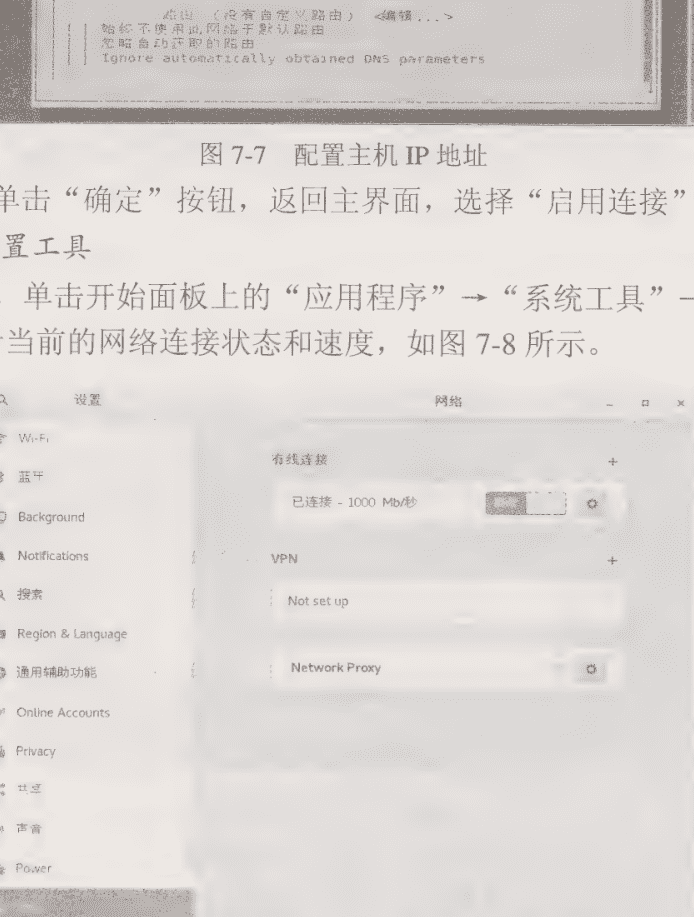 路由 (没有自定义路由) <编辑...>
始终不使用此网络于默认路由
忽略自动获取的路由
Ignore automatically obtained DNS parameters
图 7-7 配置主机 IP 地址
单击“确定”按钮，返回主界面，选择“启用连接”
置工具
单击开始面板上的“应用程序”→“系统工具”—
当前的网络连接状态和速度，如图 7-8 所示。
设置 网络
Wi-Fi
有线连接
蓝牙
已连接 - 1000 Mb/秒
Background
Notifications
VPN
搜索
Not set up
Region & Language
通用辅助功能
Network Proxy
Online Accounts
Privacy
共享
声音
Power